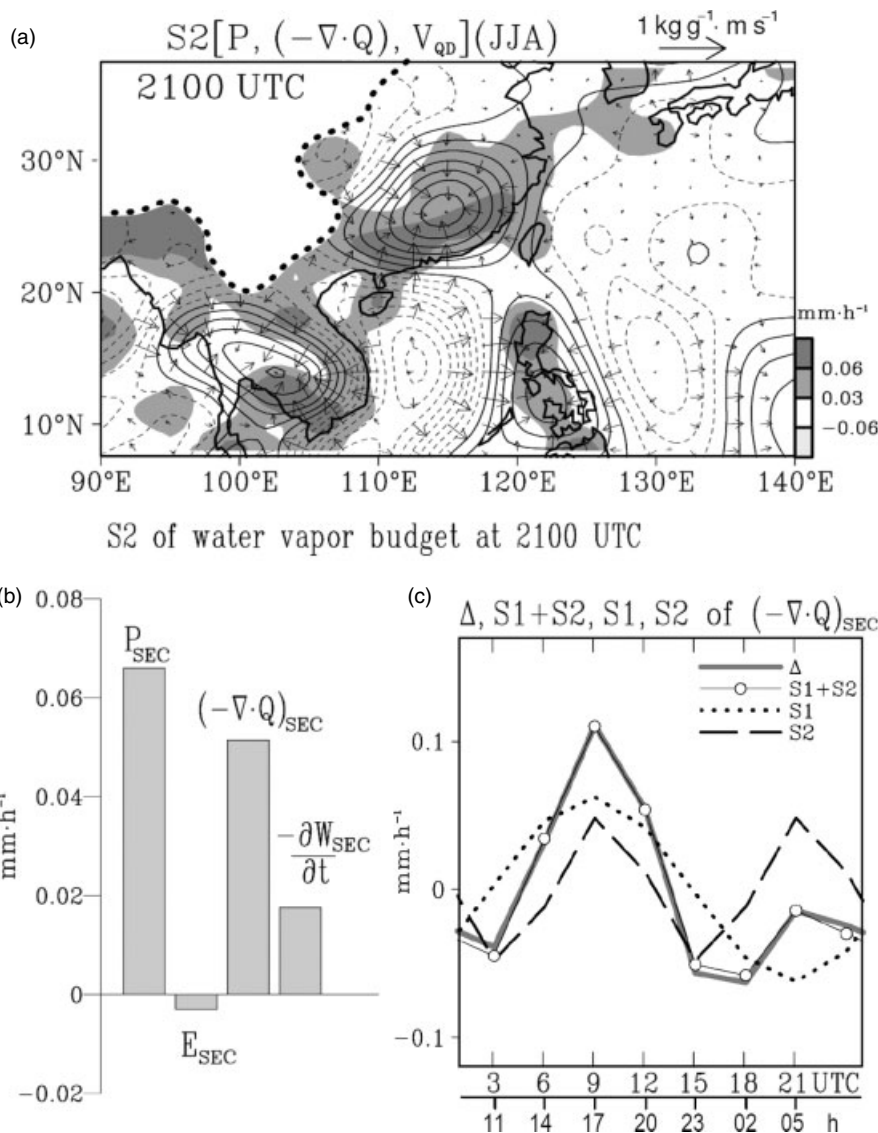 (a)
S2[P, (−∇·Q), V_QD](JJA)
1 kg g⁻¹·m s⁻¹
2100 UTC
30°N
20°N
10°N
90°E 100°E 110°E 120°E 130°E 140°E
mm·h⁻¹
0.06
0.03
−0.06
S2 of water vapor budget at 2100 UTC
(b)
0.08
0.06
0.04
0.02
0
−0.02
mm·h⁻¹
P_SEC
(−∇·Q)_SEC
−∂W_SEC
∂t
E_SEC
(c)
Δ, S1+S2, S1, S2 of (−∇·Q)_SEC
Δ
S1+S2
S1
S2
0.1
0
−0.1
mm·h⁻¹
3 6 9 12 15 18 21 UTC
11 14 17 20 23 02 05 h